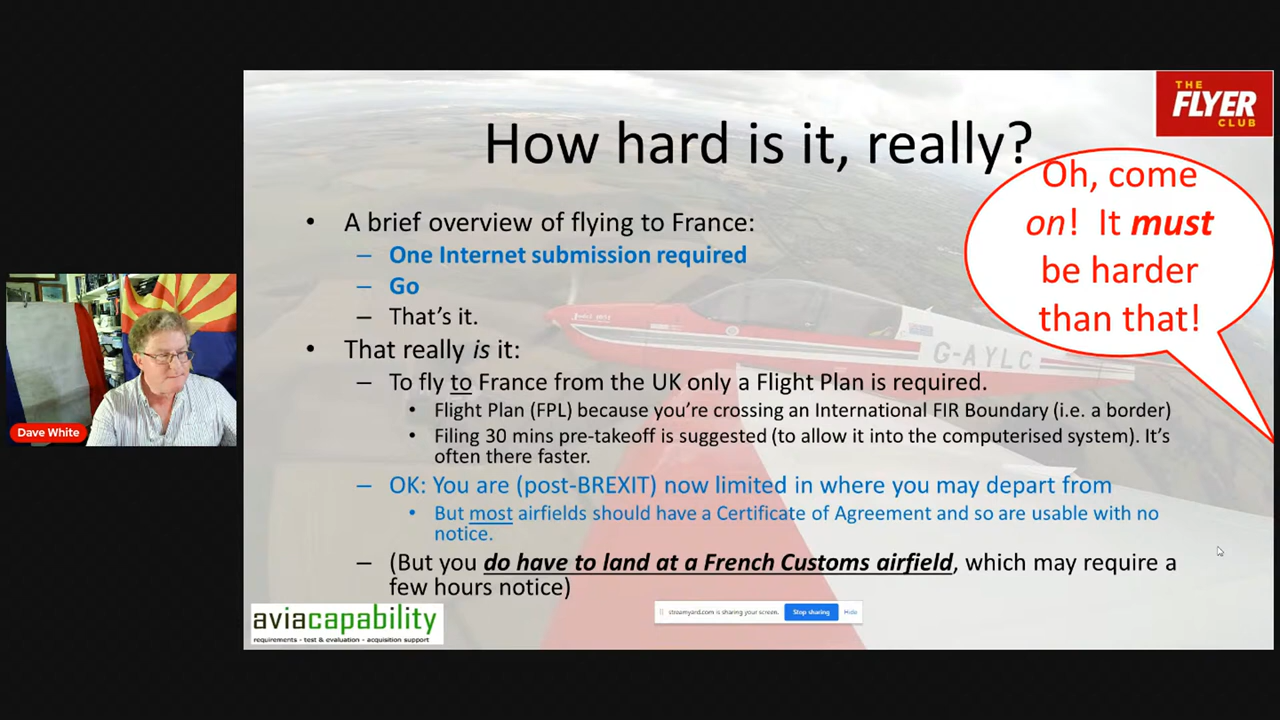 THE
FLYER
CLUB
How hard is it, really?
Oh, come
on! It must
be harder
than that!
• A brief overview of flying to France:
– One Internet submission required
– Go
– That's it.
• That really is it:
– To fly to France from the UK only a Flight Plan is required.
• Flight Plan (FPL) because you're crossing an International FIR Boundary (i.e. a border)
• Filing 30 mins pre-takeoff is suggested (to allow it into the computerised system). It's
often there faster.
– OK: You are (post-BREXIT) now limited in where you may depart from
• But most airfields should have a Certificate of Agreement and so are usable with no
notice.
– (But you do have to land at a French Customs airfield, which may require a
few hours notice)
G-AYLC
Dave White
aviacapability
requirements - test & evaluation - acquisition support
streamyard.com is sharing your screen.
Stop sharing
Hide